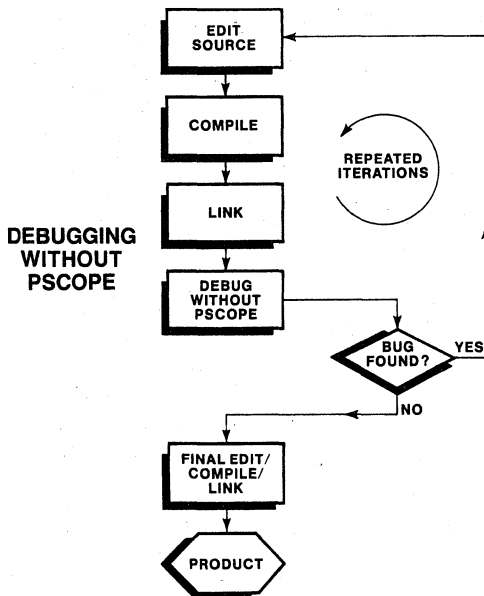 EDIT
SOURCE
COMPILE
REPEATED
ITERATIONS
LINK
DEBUGGING
WITHOUT
PSCOPE
DEBUG
WITHOUT
PSCOPE
BUG
FOUND?
YES
NO
FINAL EDIT/
COMPILE/
LINK
PRODUCT